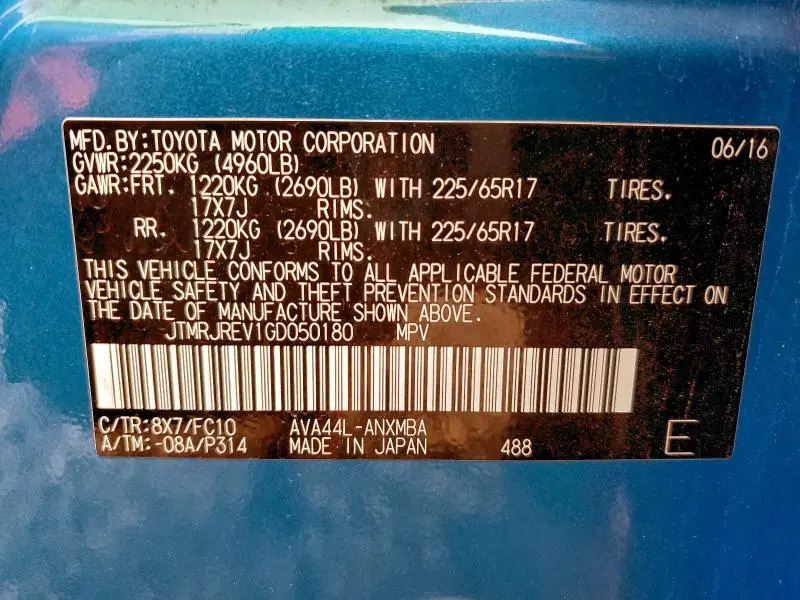 MFD.BY:TOYOTA MOTOR CORPORATION 06/16
GVWR:2250KG (4960LB)
GAWR:FRT. 1220KG (2690LB) WITH 225/65R17 TIRES.
17X7J RIMS.
RR. 1220KG (2690LB) WITH 225/65R17 TIRES.
17X7J RIMS.
THIS VEHICLE CONFORMS TO ALL APPLICABLE FEDERAL MOTOR
VEHICLE SAFETY AND THEFT PREVENTION STANDARDS IN EFFECT ON
THE DATE OF MANUFACTURE SHOWN ABOVE.
JTMRJREV1GD050180 MPV
C/TR:8X7/FC10 AVA44L-ANXMBA
A/TM:-08A/P314 MADE IN JAPAN 488 E